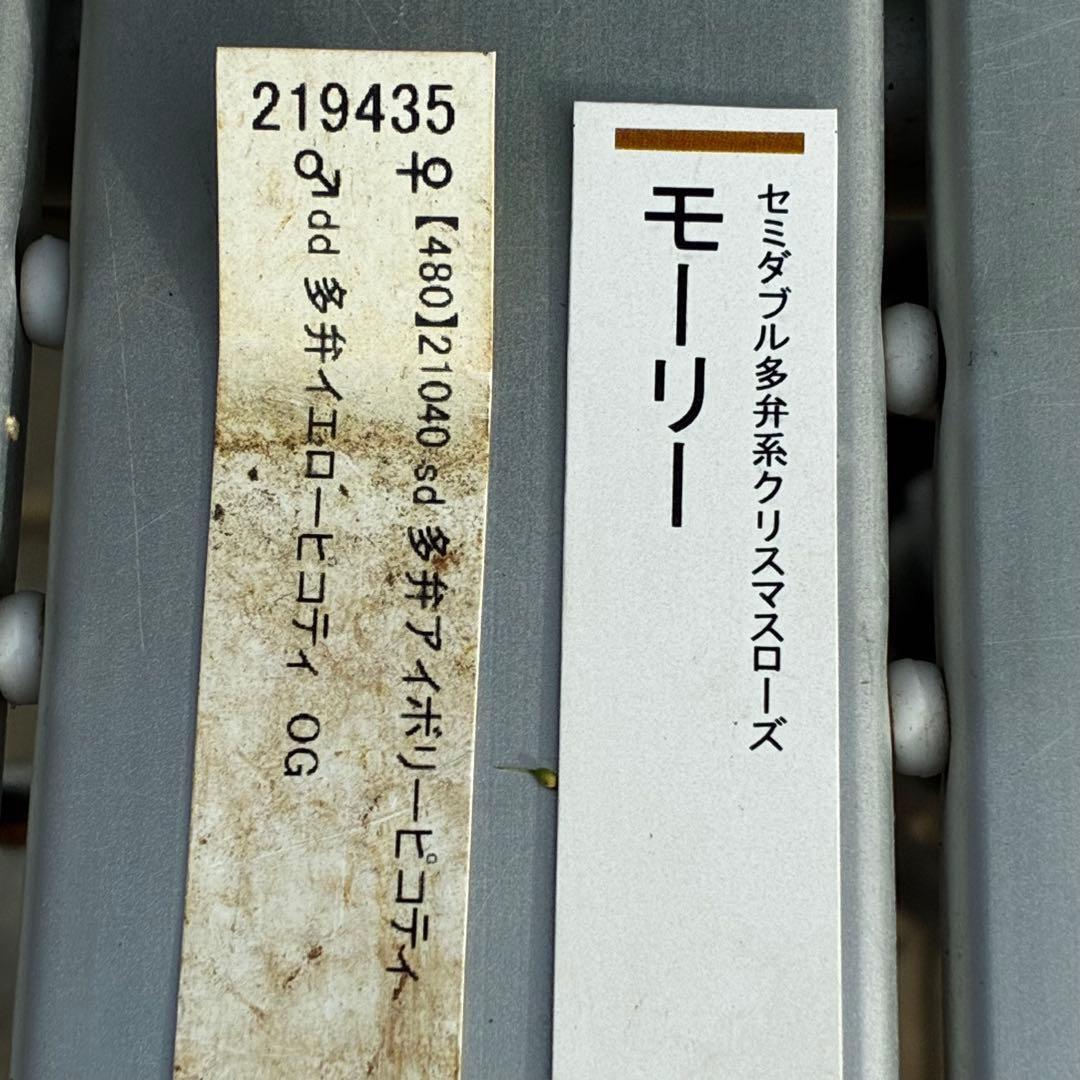 219435
♀【480】21040 sd 多弁アイボリーピコティ
♂dd 多弁イエローピコティ OG
セミダブル多弁系クリスマスローズ
モーリー